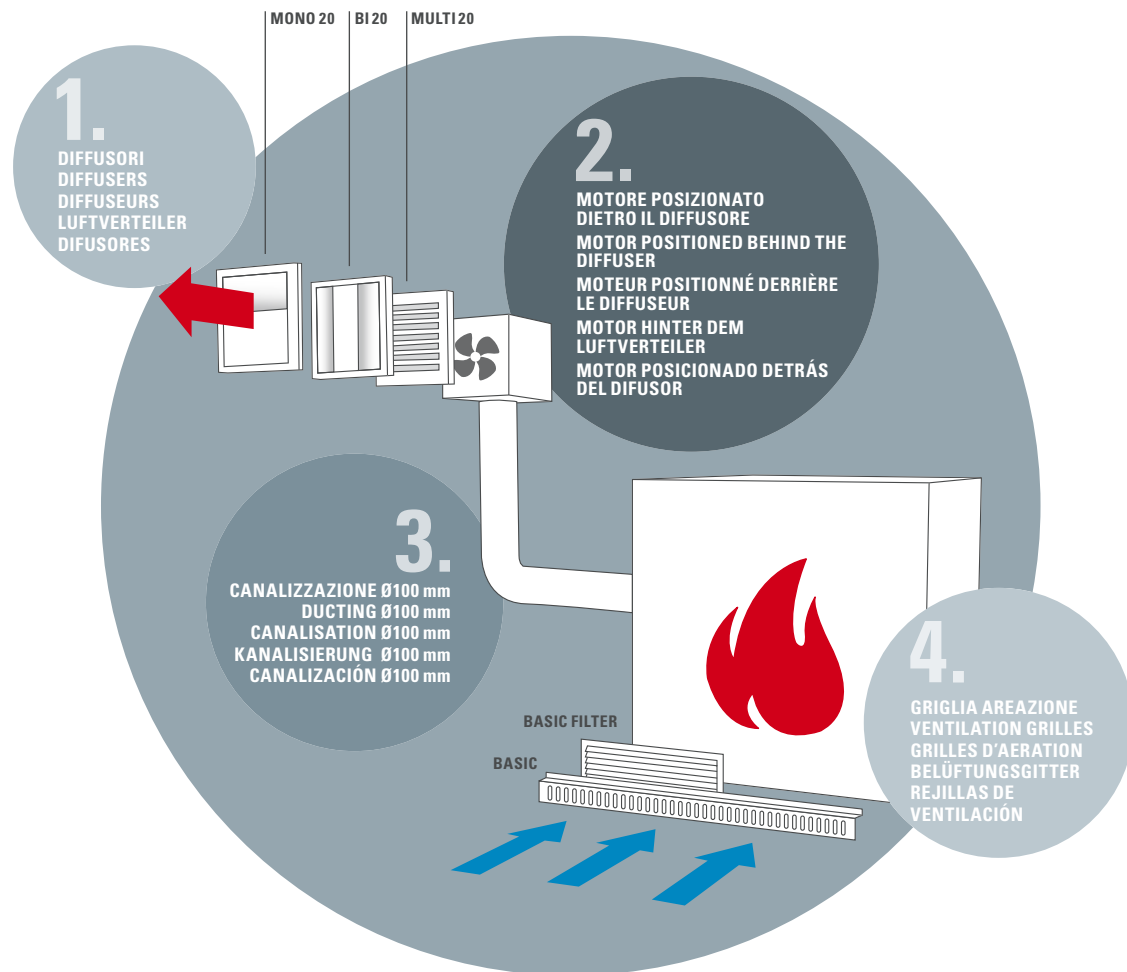 MONO 20
BI 20
MULTI 20
1.
DIFFUSORI
DIFFUSERS
DIFFUSEURS
LUFTVERTEILER
DIFUSORES
2.
MOTORE POSIZIONATO
DIETRO IL DIFFUSORE
MOTOR POSITIONED BEHIND THE
DIFFUSER
MOTEUR POSITIONNÉ DERRIÈRE
LE DIFFUSEUR
MOTOR HINTER DEM
LUFTVERTEILER
MOTOR POSICIONADO DETRÁS
DEL DIFUSOR
3.
CANALIZZAZIONE Ø100 mm
DUCTING Ø100 mm
CANALISATION Ø100 mm
KANALISIERUNG Ø100 mm
CANALIZACIÓN Ø100 mm
4.
GRIGLIA AREAZIONE
VENTILATION GRILLES
GRILLES D'AERATION
BELÜFTUNGSGITTER
REJILLAS DE
VENTILACIÓN
BASIC FILTER
BASIC